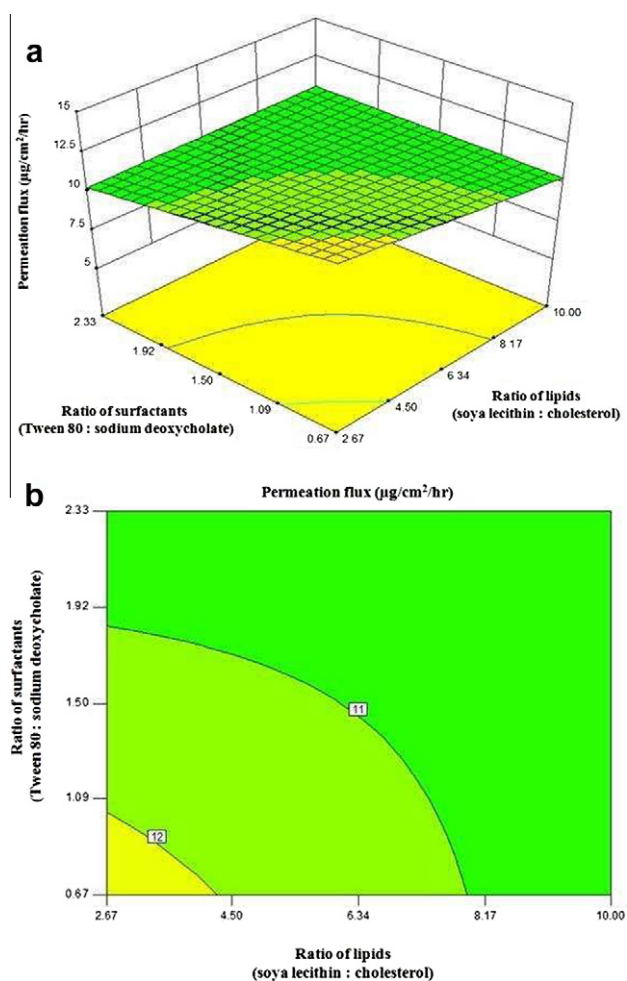 a
15
12.5
10
7.5
5
Permeation flux (µg/cm²/hr)
2.33
1.92
1.50
1.09
0.67
2.67
4.50
6 34
8 17
10.00
Ratio of surfactants
(Tween 80 : sodium deoxycholate)
Ratio of lipids
(soya lecithin : cholesterol)
b
Permeation flux (µg/cm²/hr)
2.33
1.92
1.50
1.09
0.67
Ratio of surfactants
(Tween 80 : sodium deoxycholate)
11
12
2.67
4.50
6.34
8.17
10.00
Ratio of lipids
(soya lecithin : cholesterol)